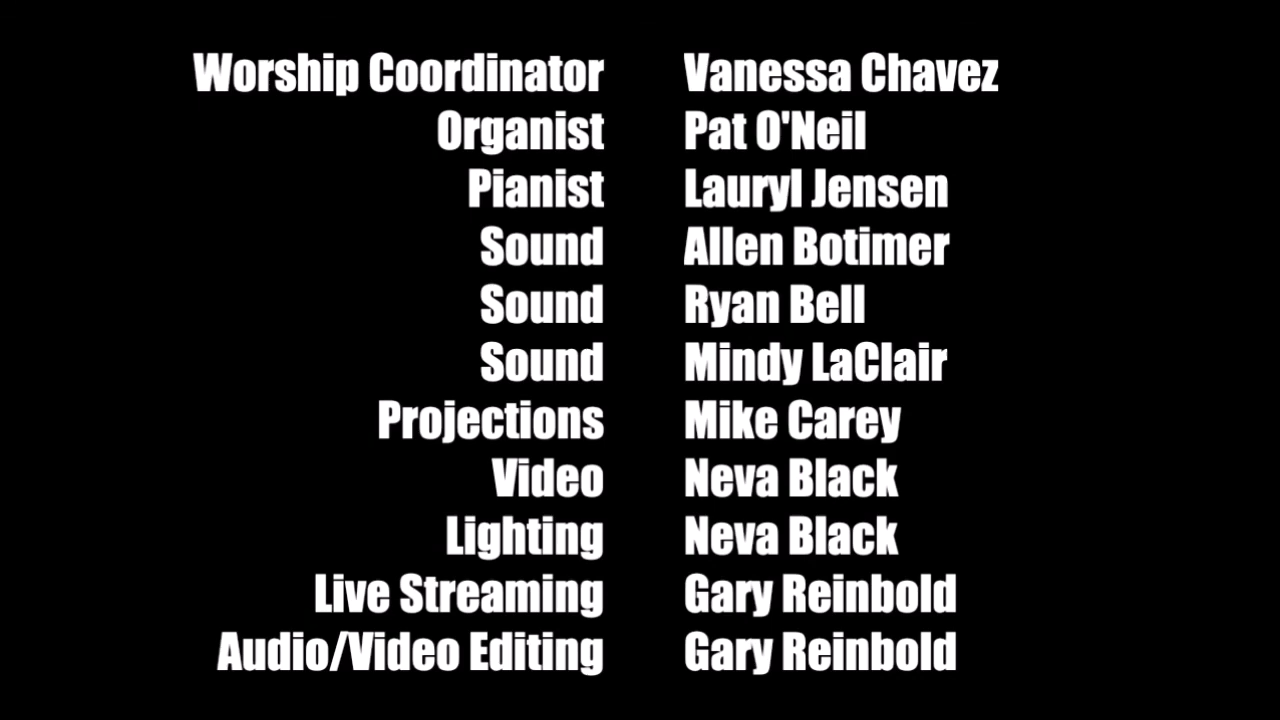 Worship Coordinator Vanessa Chavez
Organist Pat O'Neil
Pianist Lauryl Jensen
Sound Allen Botimer
Sound Ryan Bell
Sound Mindy LaClair
Projections Mike Carey
Video Neva Black
Lighting Neva Black
Live Streaming Gary Reinbold
Audio/Video Editing Gary Reinbold